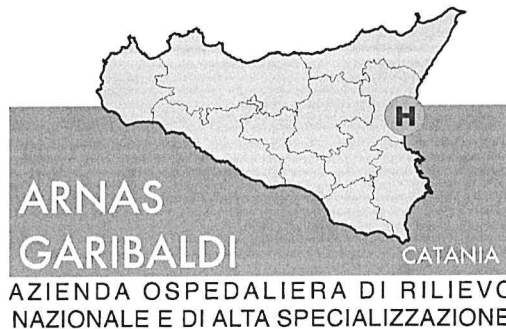 H
ARNAS
GARIBALDI
CATANIA
AZIENDA OSPEDALIERA DI RILIEVO
NAZIONALE E DI ALTA SPECIALIZZAZIONE